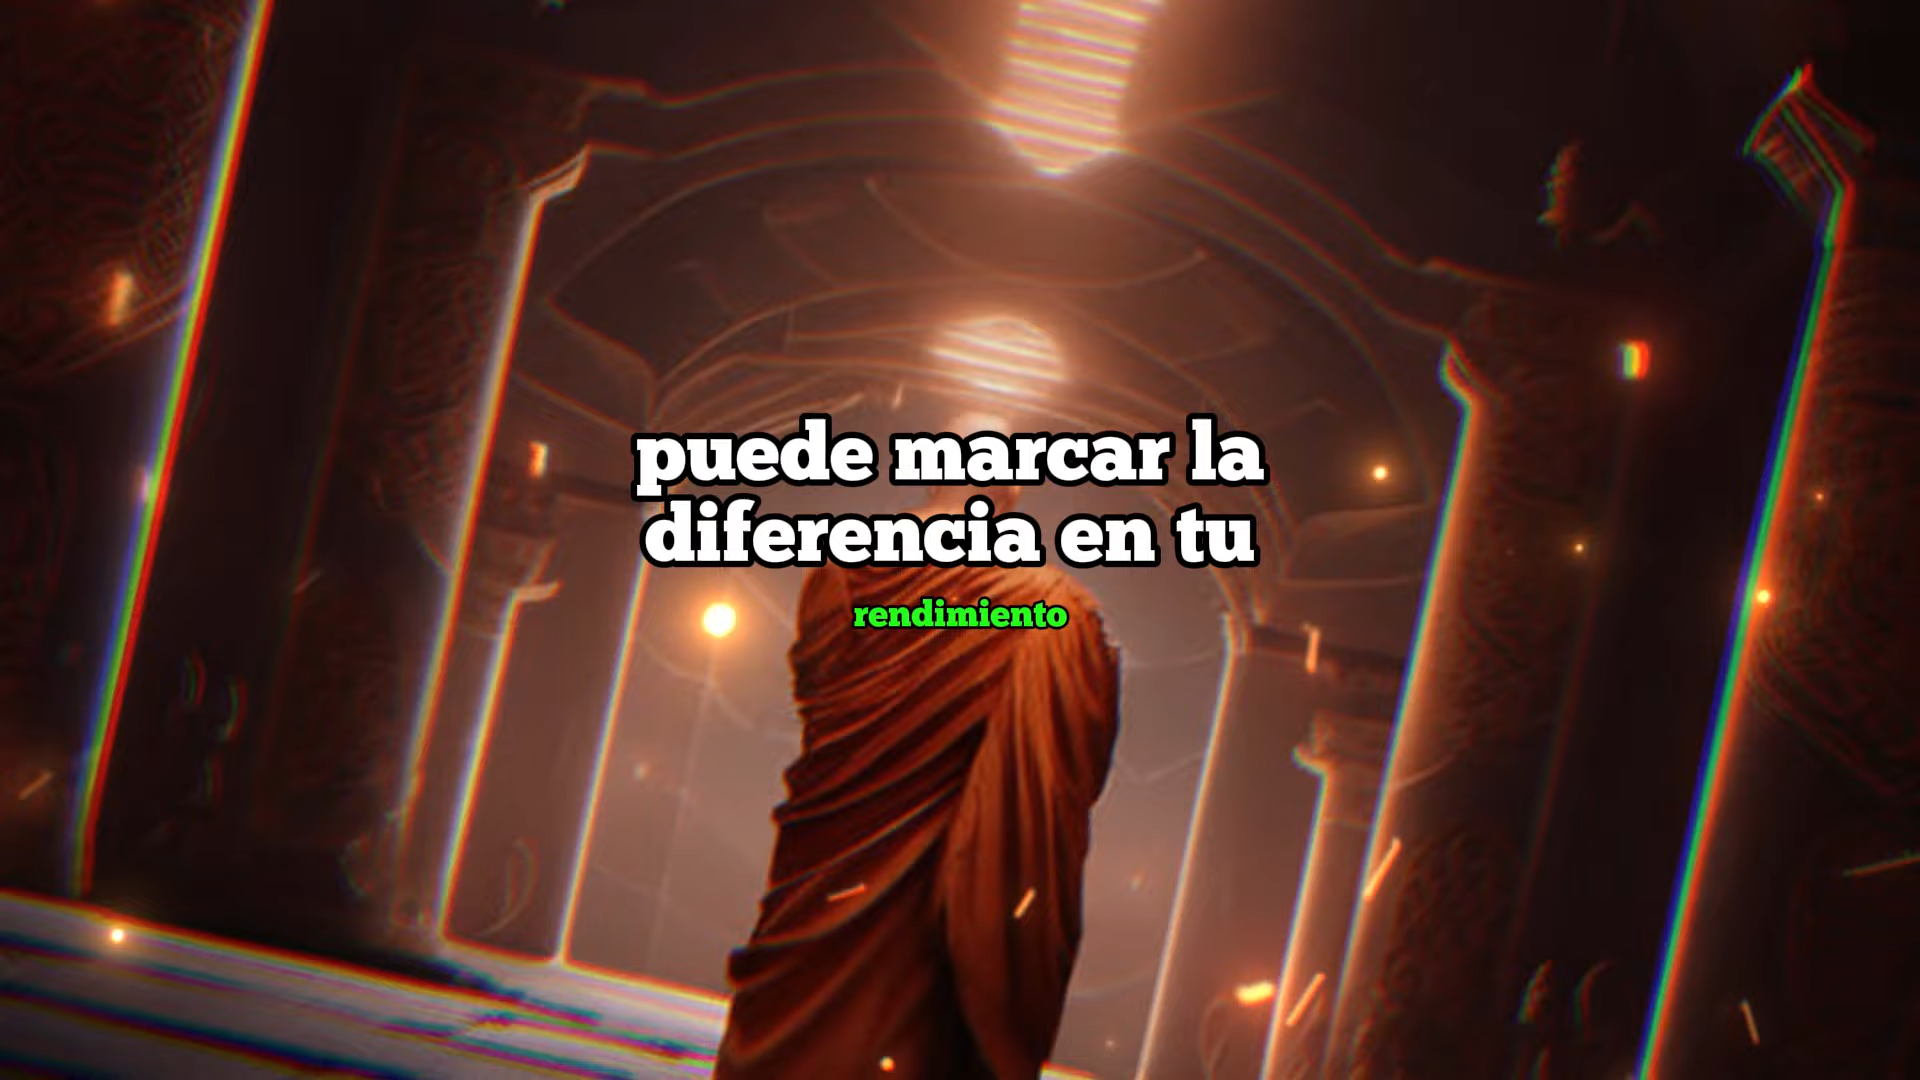 puede marcar la
diferencia en tu
rendimiento